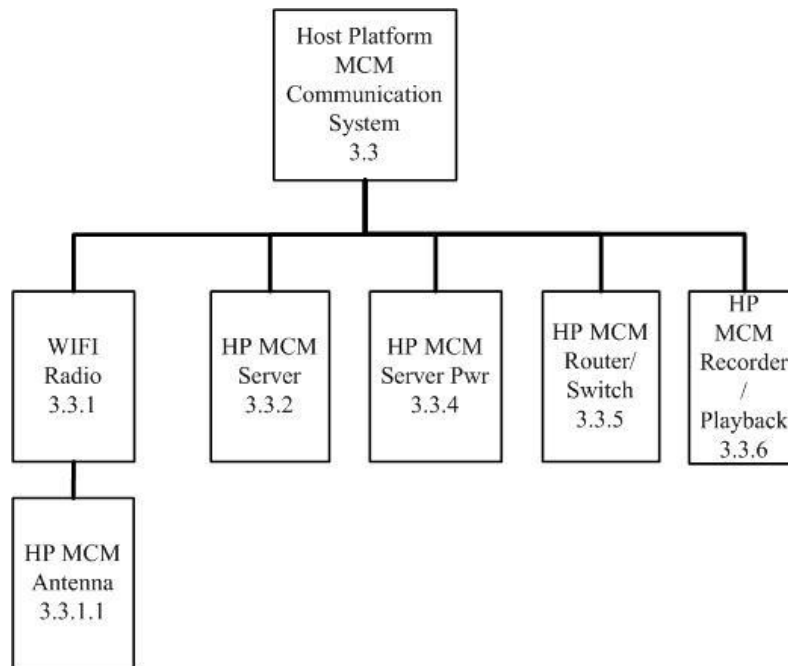 Host Platform
MCM
Communication
System
3.3
WIFI
Radio
3.3.1
HP MCM
Server
3.3.2
HP MCM
Server Pwr
3.3.4
HP MCM
Router/
Switch
3.3.5
HP
MCM
Recorder
/
Playback
3.3.6
HP MCM
Antenna
3.3.1.1